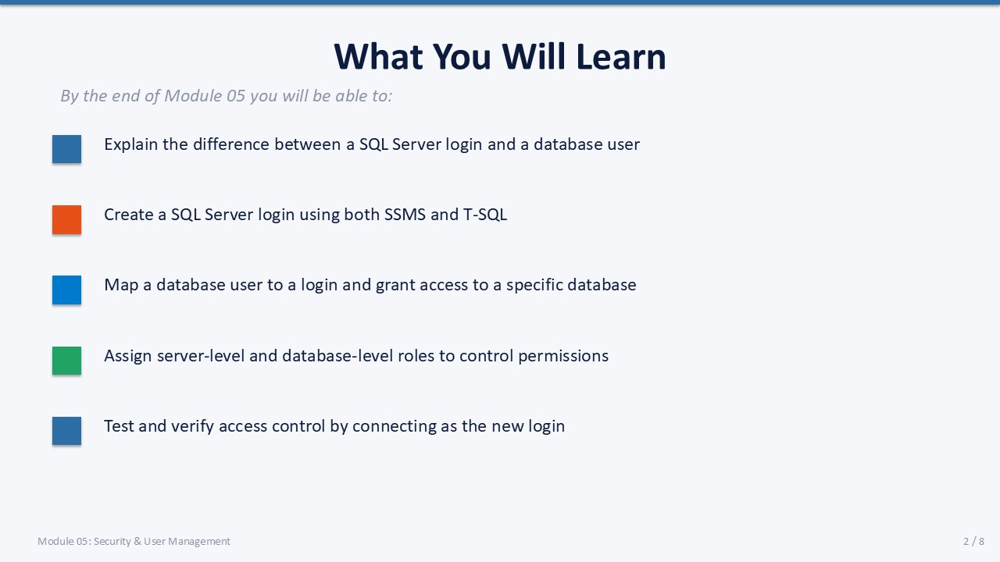 What You Will Learn
By the end of Module 05 you will be able to:
Explain the difference between a SQL Server login and a database user
Create a SQL Server login using both SSMS and T-SQL
Map a database user to a login and grant access to a specific database
Assign server-level and database-level roles to control permissions
Test and verify access control by connecting as the new login
Module 05: Security & User Management
2 / 8